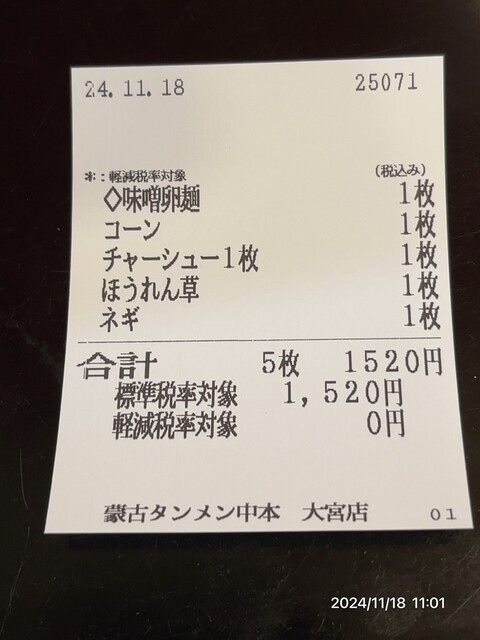 24.11.18 25071
*：軽減税率対象 (税込み)
◇味噌卵麺 1枚
コーン 1枚
チャーシュー1枚 1枚
ほうれん草 1枚
ネギ 1枚
合計 5枚 1520円
標準税率対象 1,520円
軽減税率対象 0円
蒙古タンメン中本 大宮店 01
2024/11/18 11:01